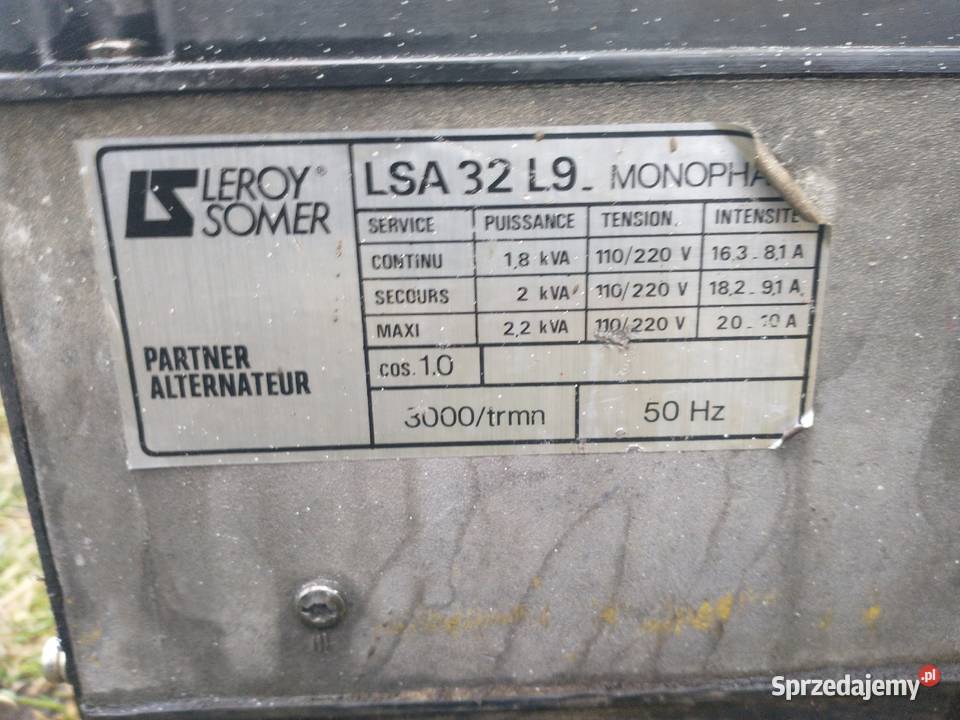 LEROY®
SOMER
LSA 32 L9_ MONOPHA
SERVICE PUISSANCE TENSION. INTENSITE
CONTINU 1,8 kVA 110/220 V 16,3 _ 8,1 A
SECOURS 2 kVA 110/220 V 18,2 _ 9,1 A
MAXI 2,2 kVA 110/220 V 20 _ 10 A
PARTNER
ALTERNATEUR
cos. 1.0
3000/trmn 50 Hz
Sprzedajemy.pl